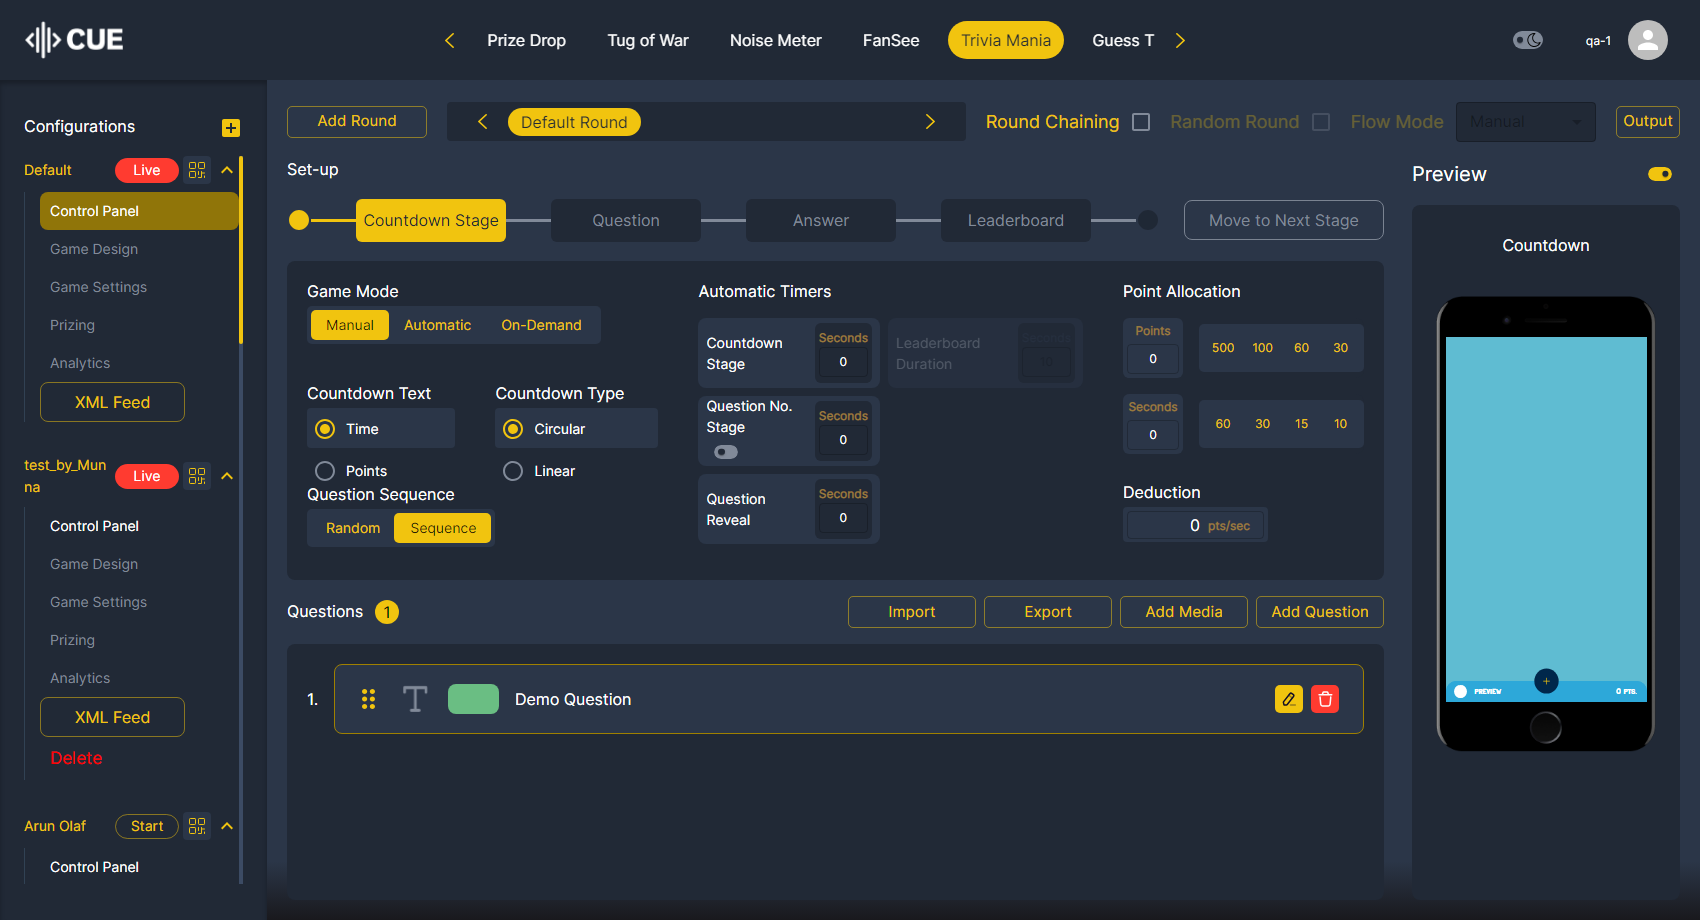 CUE
Prize Drop
Tug of War
Noise Meter
FanSee
Trivia Mania
Guess T
qa-1
Configurations
Default
Live
Control Panel
Game Design
Game Settings
Prizing
Analytics
XML Feed
test_by_Mun
na
Live
Control Panel
Game Design
Game Settings
Prizing
Analytics
XML Feed
Delete
Arun Olaf
Start
Control Panel
Add Round
Default Round
Round Chaining
Random Round
Flow Mode
Manual
Output
Set-up
Countdown Stage
Question
Answer
Leaderboard
Move to Next Stage
Game Mode
Manual
Automatic
On-Demand
Countdown Text
Time
Points
Countdown Type
Circular
Linear
Question Sequence
Random
Sequence
Automatic Timers
Countdown
Stage
Seconds
0
Leaderboard
Duration
Seconds
10
Question No.
Stage
Seconds
0
Question
Reveal
Seconds
0
Point Allocation
Points
0
500 100 60 30
Seconds
0
60 30 15 10
Deduction
0 pts/sec
Questions 1
Import
Export
Add Media
Add Question
1.
T
Demo Question
Preview
Countdown
PREVIEW
0 PTS.